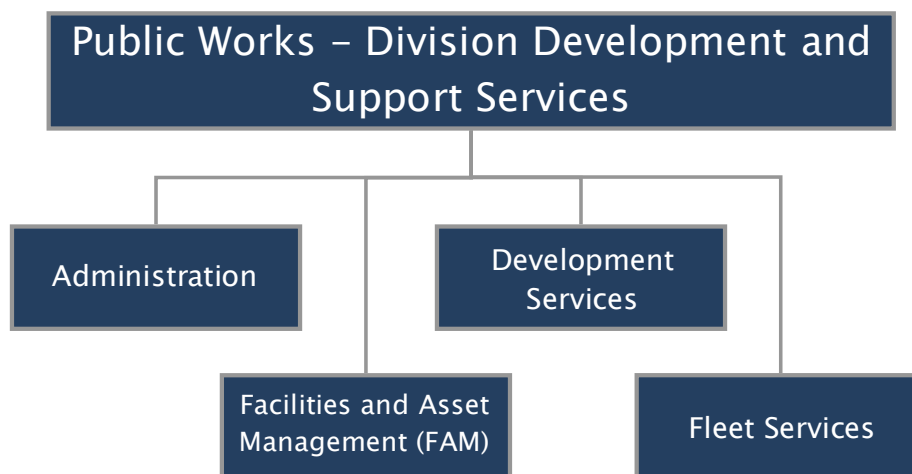 Public Works – Division Development and
Support Services
Administration
Development
Services
Facilities and Asset
Management (FAM)
Fleet Services